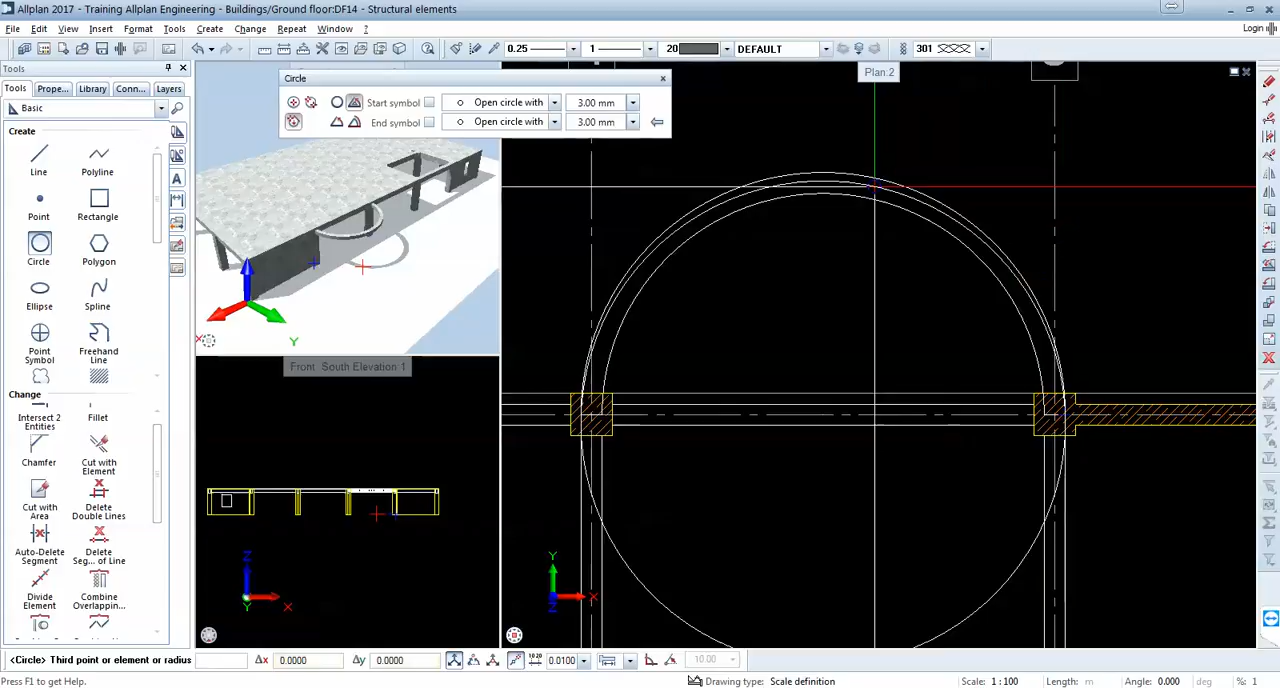 Allplan 2017 - Training Allplan Engineering - Buildings/Ground floor:DF14 - Structural elements
File Edit View Insert Format Tools Create Change Repeat Window ?
Login
0.25 1 20 DEFAULT 301
Tools
Tools Prope... Library Conn... Layers
Basic
Create
Line Polyline
Point Rectangle
Circle Polygon
Ellipse Spline
Point Symbol
Freehand Line
Change
Intersect 2 Entities
Fillet
Chamfer
Cut with Element
Cut with Area
Delete Double Lines
Auto-Delete Segment
Delete Seg... of Line
Divide Element
Combine Overlapping...
Circle
Start symbol Open circle with 3.00 mm
End symbol Open circle with 3.00 mm
Plan:2
X Y
Front South Elevation 1
Z
Y X
Y
Z X
<Circle> Third point or element or radius Δx 0.0000 Δy 0.0000 0.0100 10.00
Press F1 to get Help.
Drawing type: Scale definition Scale: 1 : 100 Length: m Angle: 0.000 deg %: 1